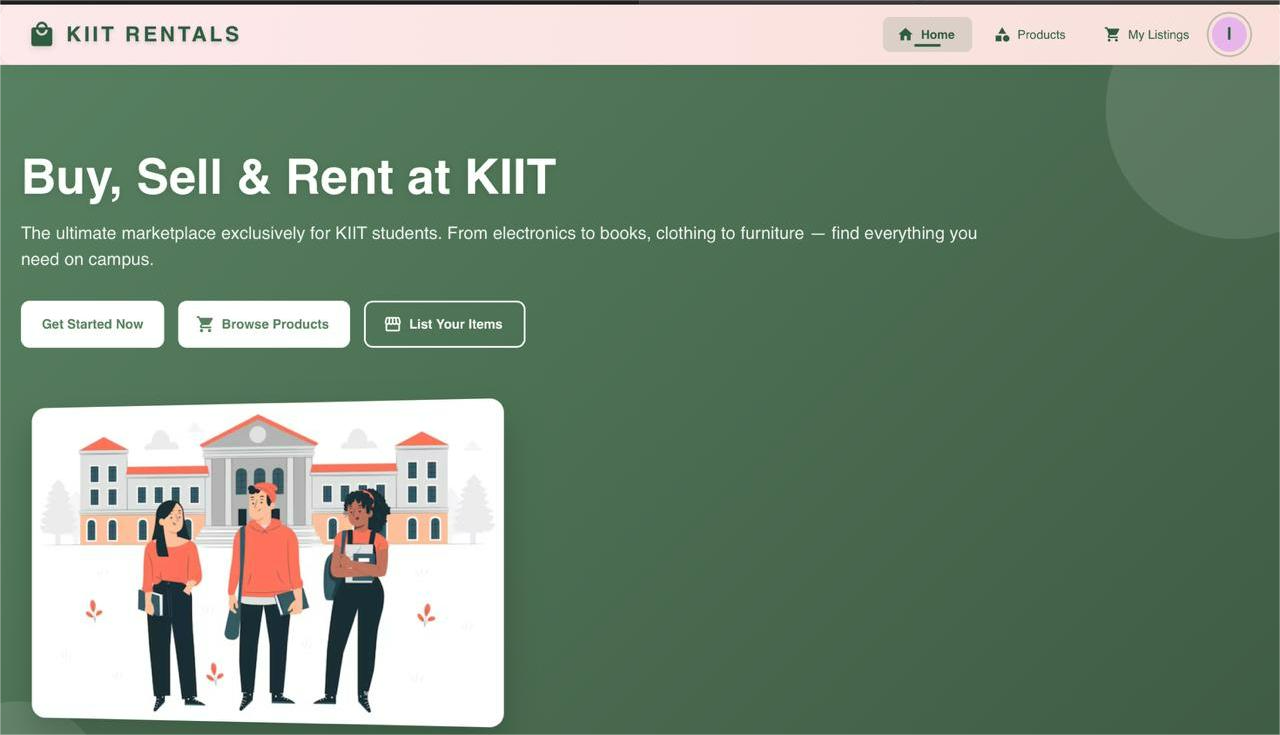 KIIT RENTALS
Home
Products
My Listings
I
Buy, Sell & Rent at KIIT
The ultimate marketplace exclusively for KIIT students. From electronics to books, clothing to furniture — find everything you
need on campus.
Get Started Now
Browse Products
List Your Items